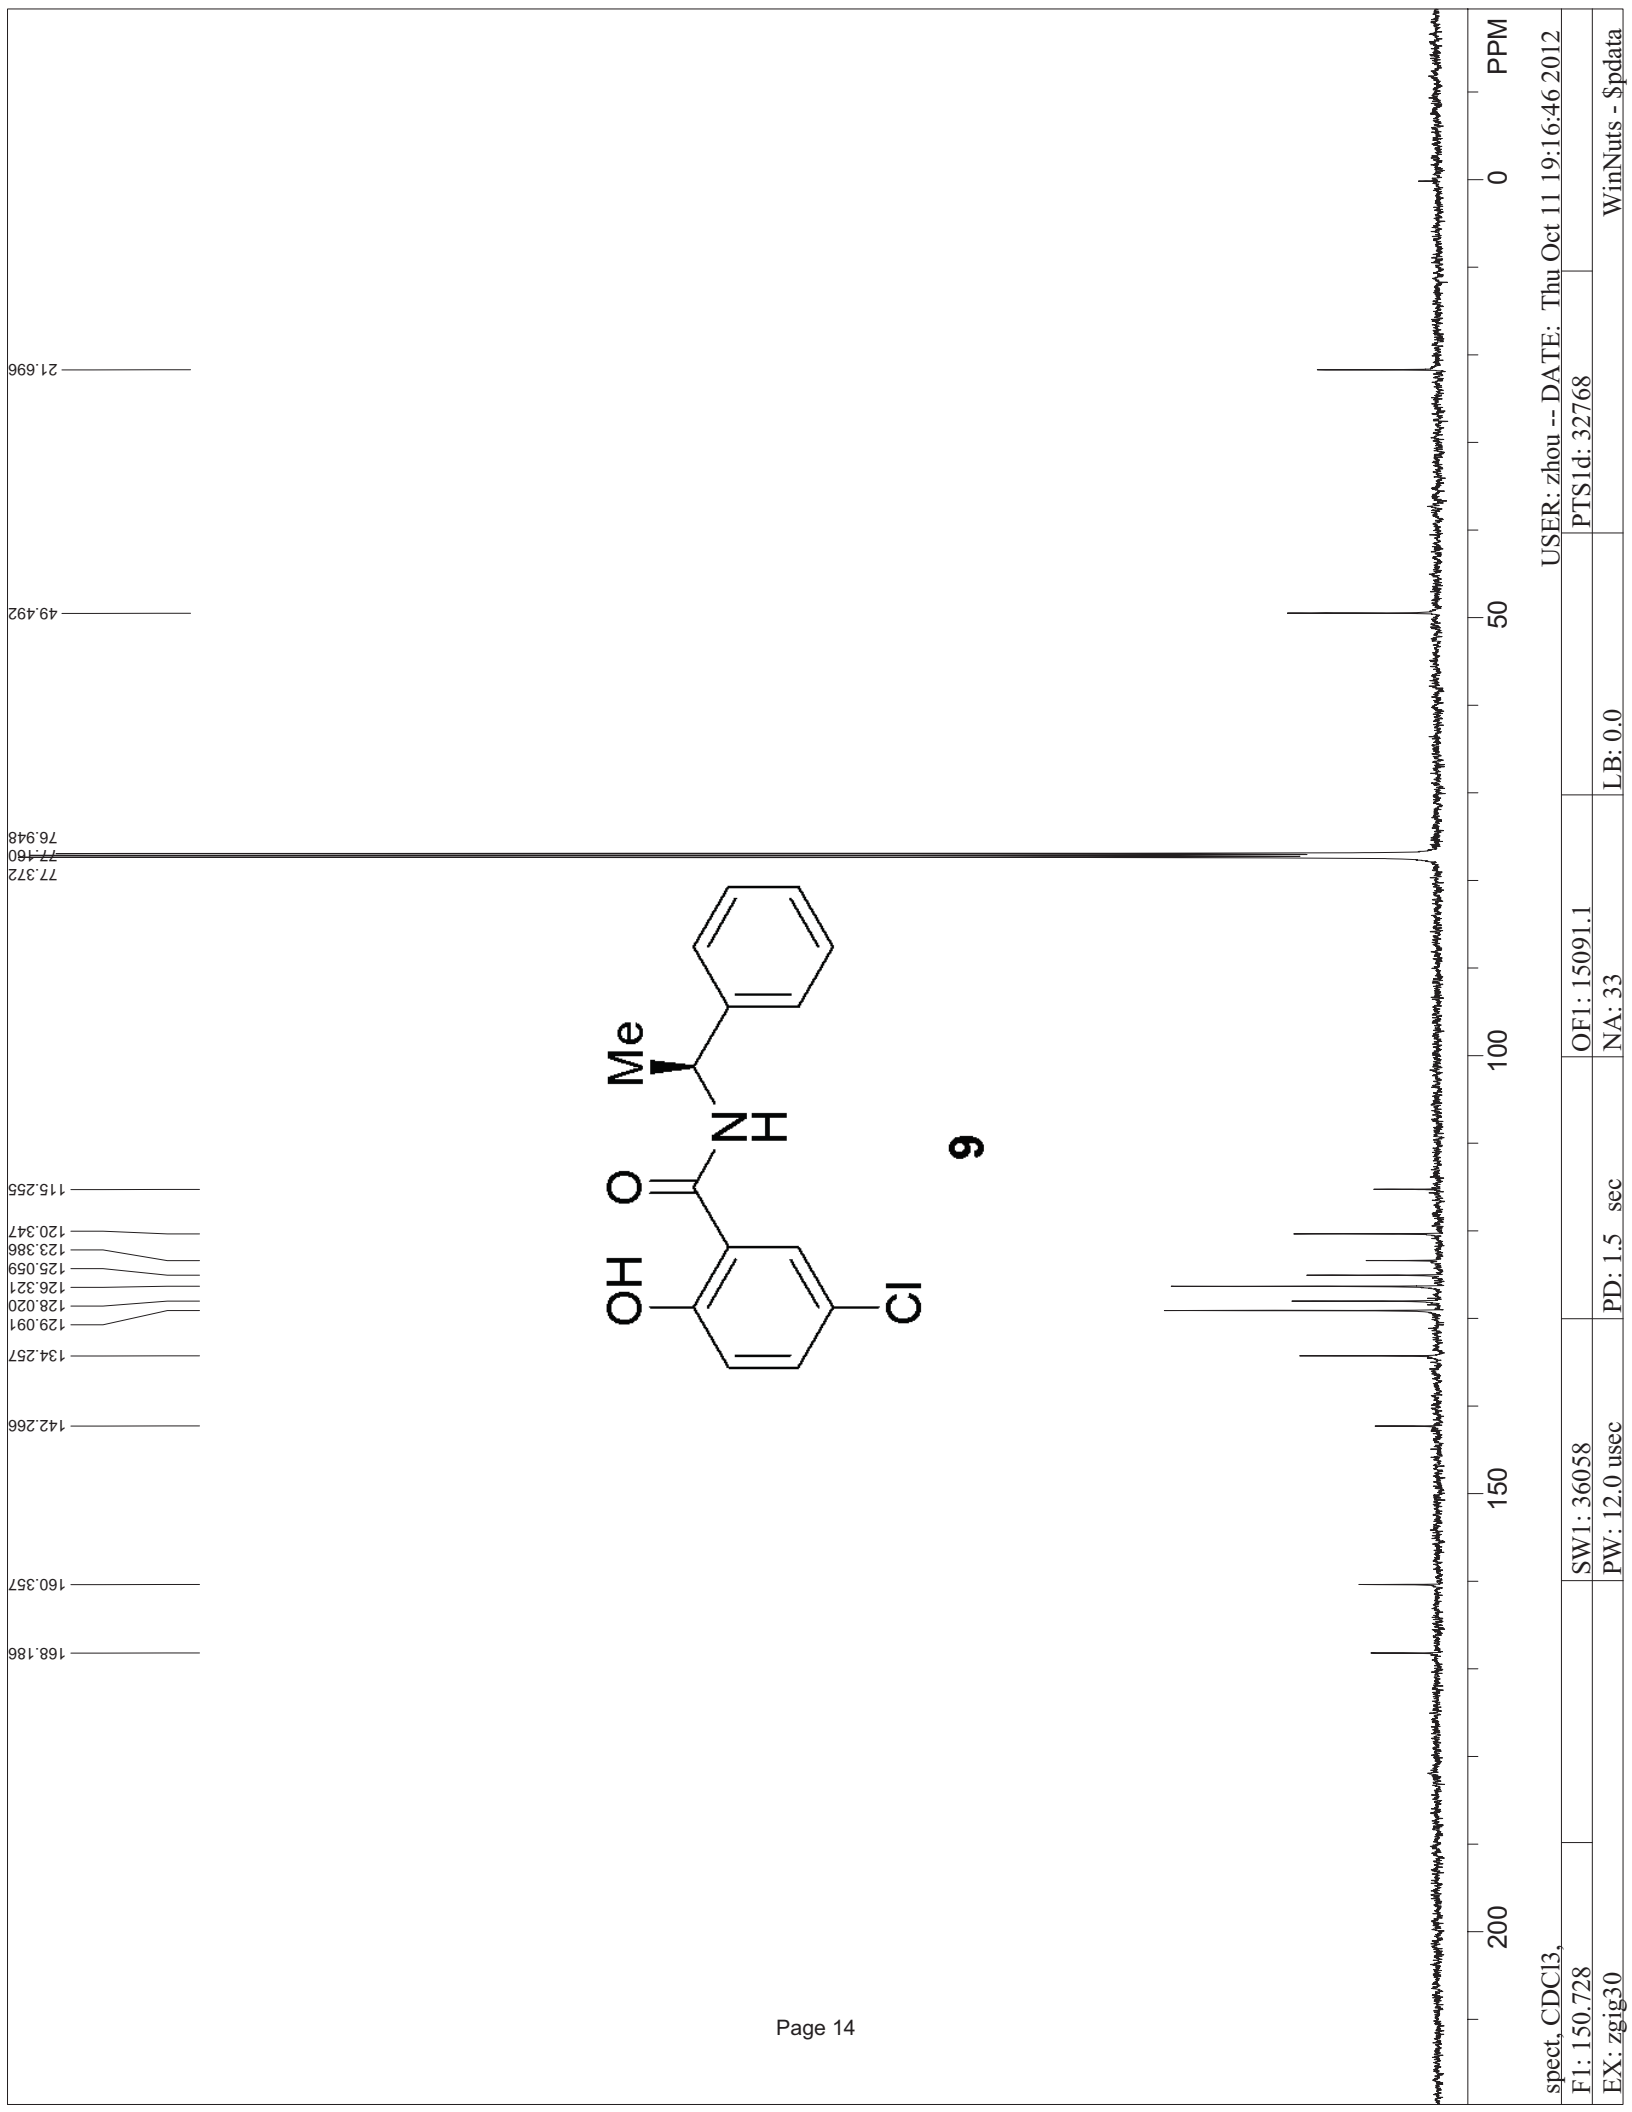 168.186
160.357
142.266
134.257
129.091
128.020
126.321
125.059
123.386
120.347
115.255
77.372
77.160
76.948
49.492
21.696
OH
O
Me
N
H
Cl
9
200
150
100
50
0
PPM
spect, CDCl3,
USER: zhou -- DATE: Thu Oct 11 19:16:46 2012
F1: 150.728
SW1: 36058
OF1: 15091.1
PTS1d: 32768
EX: zgig30
PW: 12.0 usec
PD: 1.5 sec
NA: 33
LB: 0.0
WinNuts - $pdata
Page 14